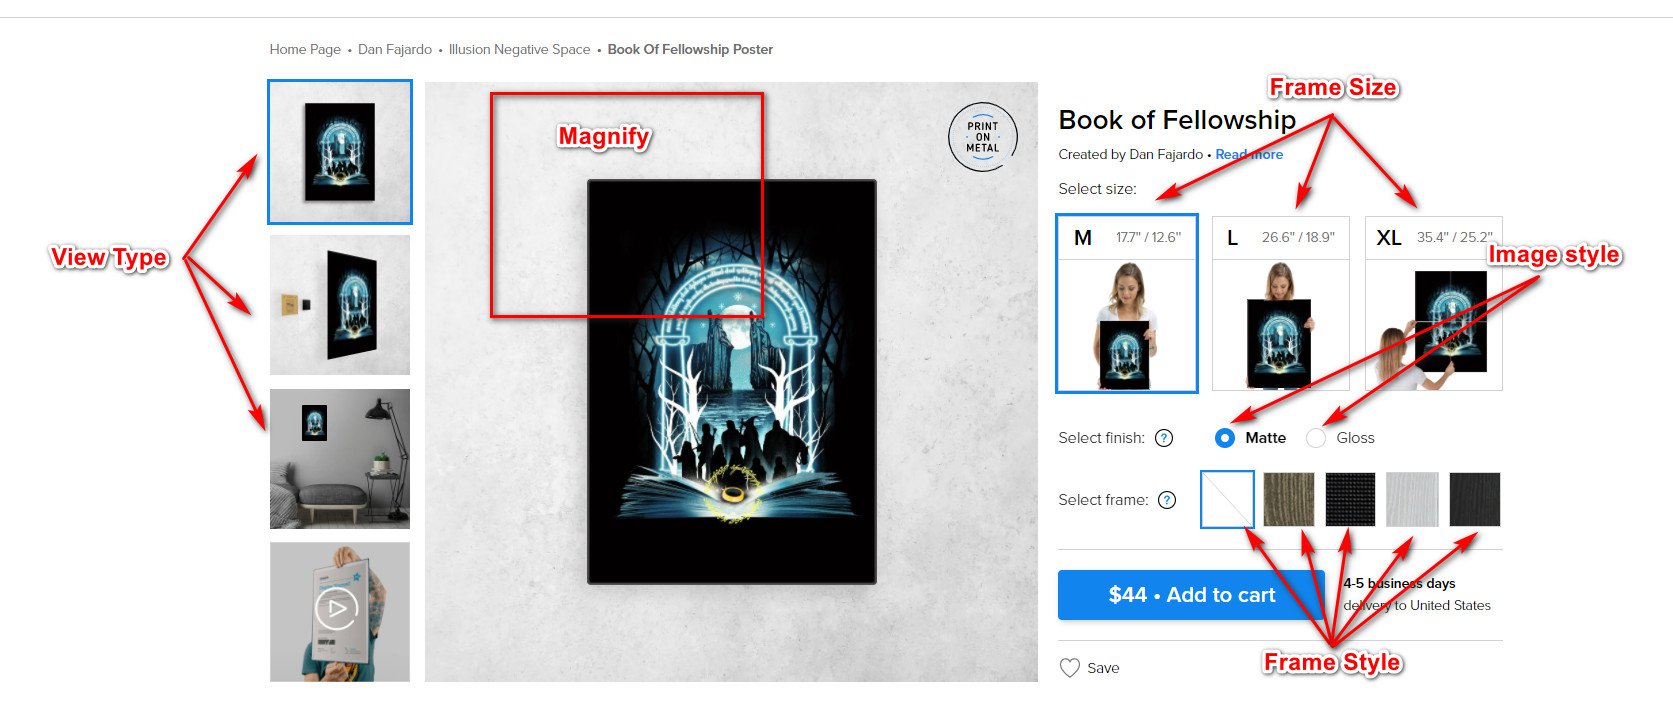 Home Page • Dan Fajardo • Illusion Negative Space • Book Of Fellowship Poster
View Type
Magnify
PRINT
ON
METAL
Frame Size
Book of Fellowship
Created by Dan Fajardo • Read more
Select size:
M 17.7" / 12.6"
L 26.6" / 18.9"
XL 35.4" / 25.2"
Image style
Select finish: ? Matte Gloss
Select frame: ?
$44 • Add to cart
4-5 business days
delivery to United States
Frame Style
Save